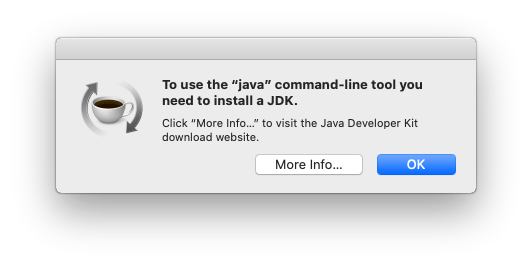 To use the “java” command-line tool you
need to install a JDK.
Click “More Info…” to visit the Java Developer Kit
download website.
More Info…
OK